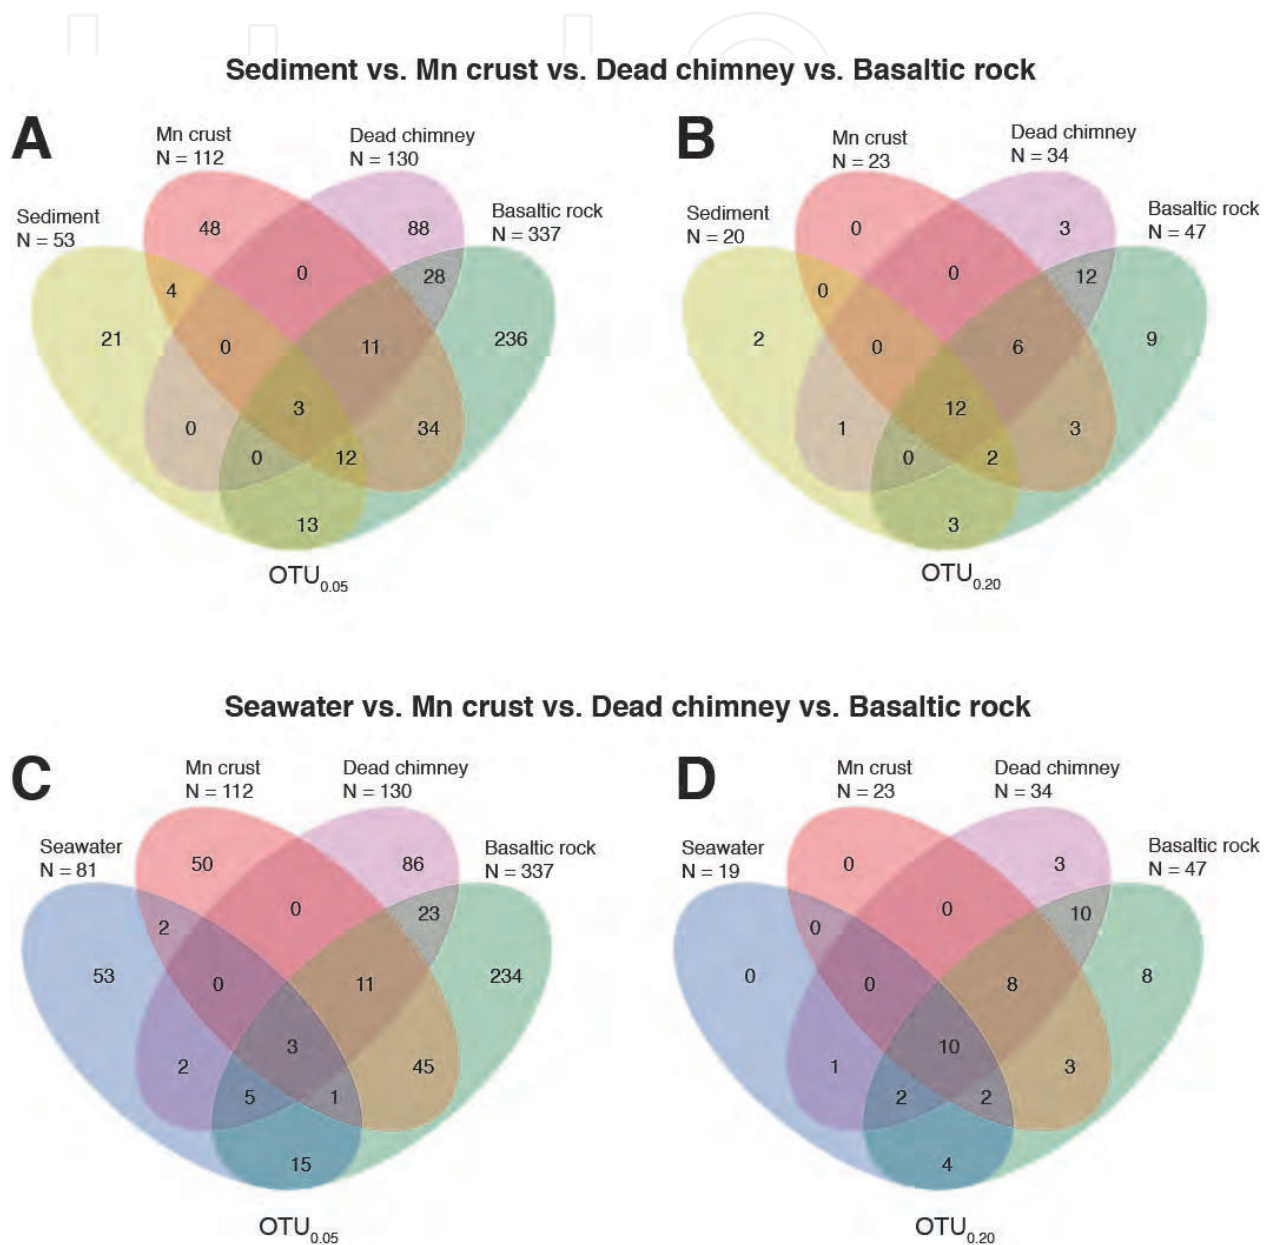 Sediment vs. Mn crust vs. Dead chimney vs. Basaltic rock
A
Mn crust
N = 112
Dead chimney
N = 130
Sediment
N = 53
Basaltic rock
N = 337
48
88
0
28
4
21
0
11
236
3
0
34
0
12
13
OTU0.05
B
Mn crust
N = 23
Dead chimney
N = 34
Sediment
N = 20
Basaltic rock
N = 47
0
3
0
12
0
2
0
6
9
12
1
3
0
2
3
OTU0.20
Seawater vs. Mn crust vs. Dead chimney vs. Basaltic rock
C
Mn crust
N = 112
Dead chimney
N = 130
Seawater
N = 81
Basaltic rock
N = 337
50
86
0
23
2
53
0
11
234
3
2
45
5
1
15
OTU0.05
D
Mn crust
N = 23
Dead chimney
N = 34
Seawater
N = 19
Basaltic rock
N = 47
0
3
0
10
0
0
0
8
8
10
1
3
2
2
4
OTU0.20